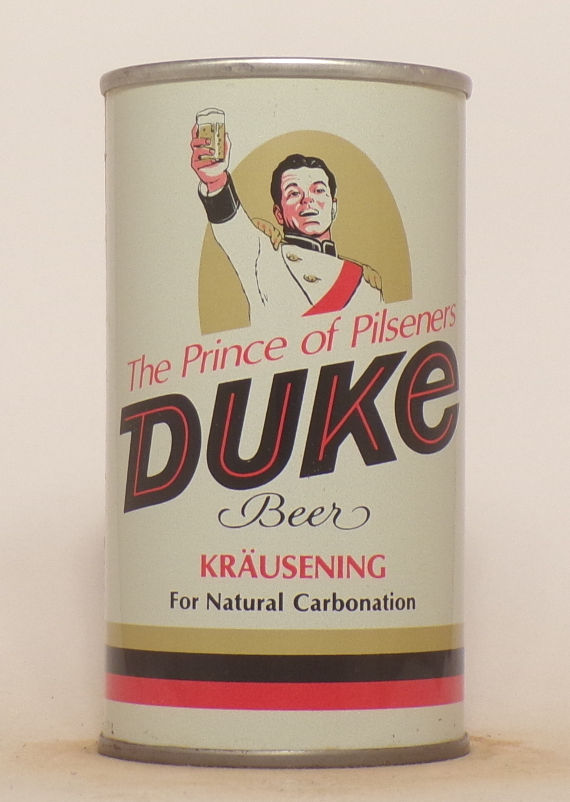 The Prince of Pilseners
DUKe
Beer
KRÄUSENING
For Natural Carbonation